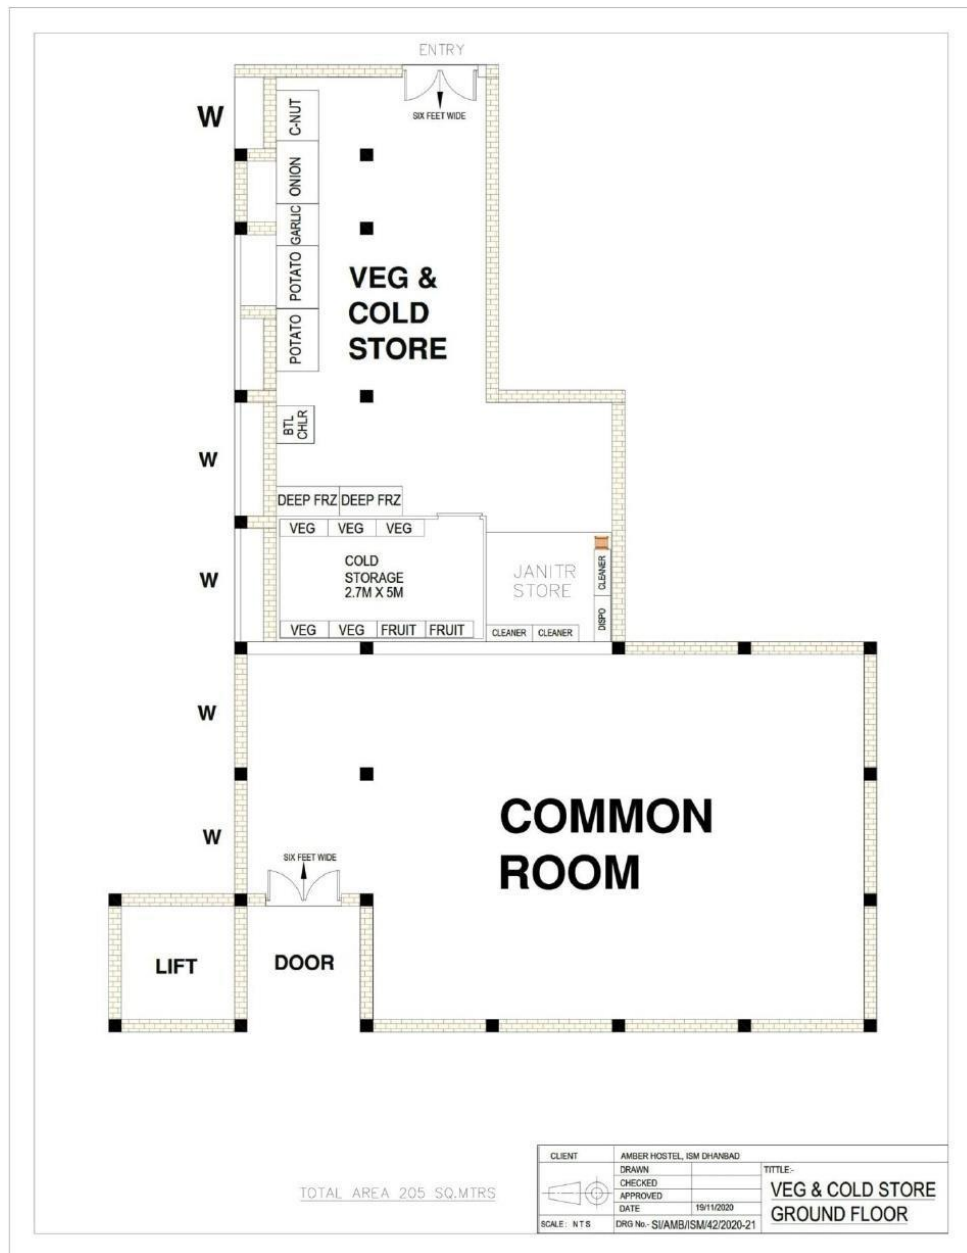 ENTRY
SIX FEET WIDE
W
C-NUT
ONION
GARLIC
POTATO
POTATO
VEG &
COLD
STORE
BTL
CHLR
W
DEEP FRZ DEEP FRZ
VEG VEG VEG
COLD
STORAGE
2.7M X 5M
W
JANITR
STORE
CLEANER
DISPO
VEG VEG FRUIT FRUIT
CLEANER CLEANER
W
W
COMMON
ROOM
SIX FEET WIDE
LIFT
DOOR
TOTAL AREA 205 SQ.MTRS
CLIENT AMBER HOSTEL, ISM DHANBAD
DRAWN
CHECKED
APPROVED
DATE 19/11/2020
SCALE: N T S
DRG No.- SI/AMB/ISM/42/2020-21
TITTLE:-
VEG & COLD STORE
GROUND FLOOR